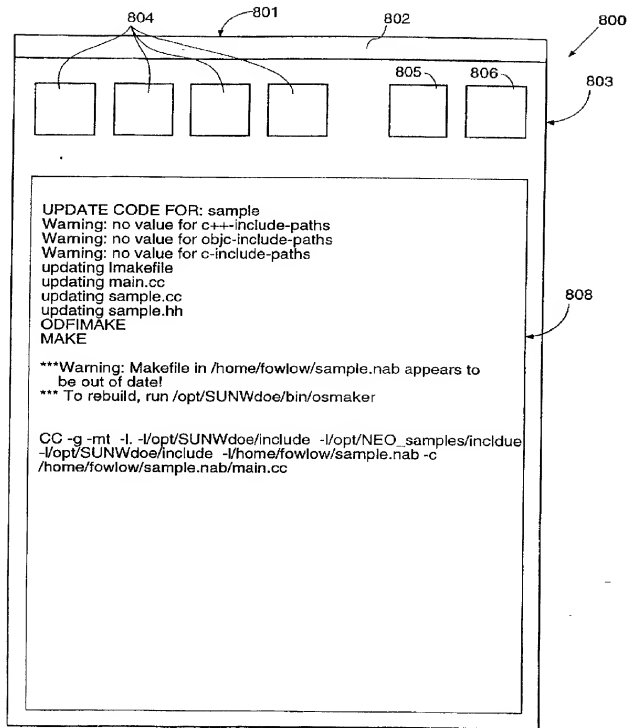 804
801
802
800
805
806
803
UPDATE CODE FOR: sample
Warning: no value for c++-include-paths
Warning: no value for objc-include-paths
Warning: no value for c-include-paths
updating Imakefile
updating main.cc
updating sample.cc
updating sample.hh
ODFIMAKE
MAKE
808
***Warning: Makefile in /home/fowlow/sample.nab appears to
be out of date!
*** To rebuild, run /opt/SUNWdoe/bin/osmaker
CC -g -mt -I. -I/opt/SUNWdoe/include -I/opt/NEO_samples/incldue
-I/opt/SUNWdoe/include -I/home/fowlow/sample.nab -c
/home/fowlow/sample.nab/main.cc